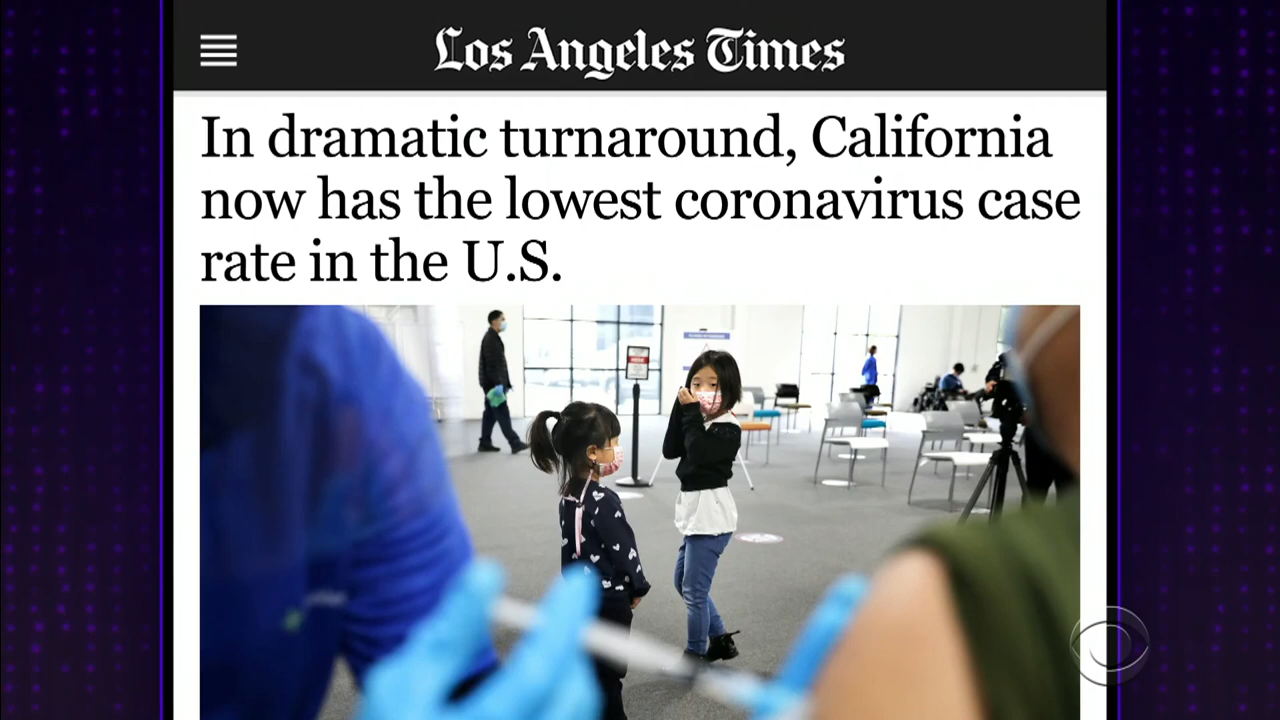 Los Angeles Times
In dramatic turnaround, California
now has the lowest coronavirus case
rate in the U.S.